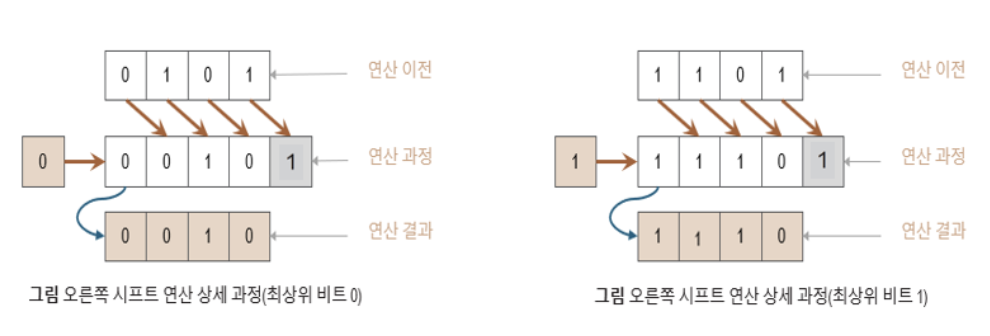 0 1 0 1 연산 이전
0 0 0 1 0 1 연산 과정
0 0 1 0 연산 결과
그림 오른쪽 시프트 연산 상세 과정(최상위 비트 0)
1 1 0 1 연산 이전
1 1 1 1 0 1 연산 과정
1 1 1 0 연산 결과
그림 오른쪽 시프트 연산 상세 과정(최상위 비트 1)